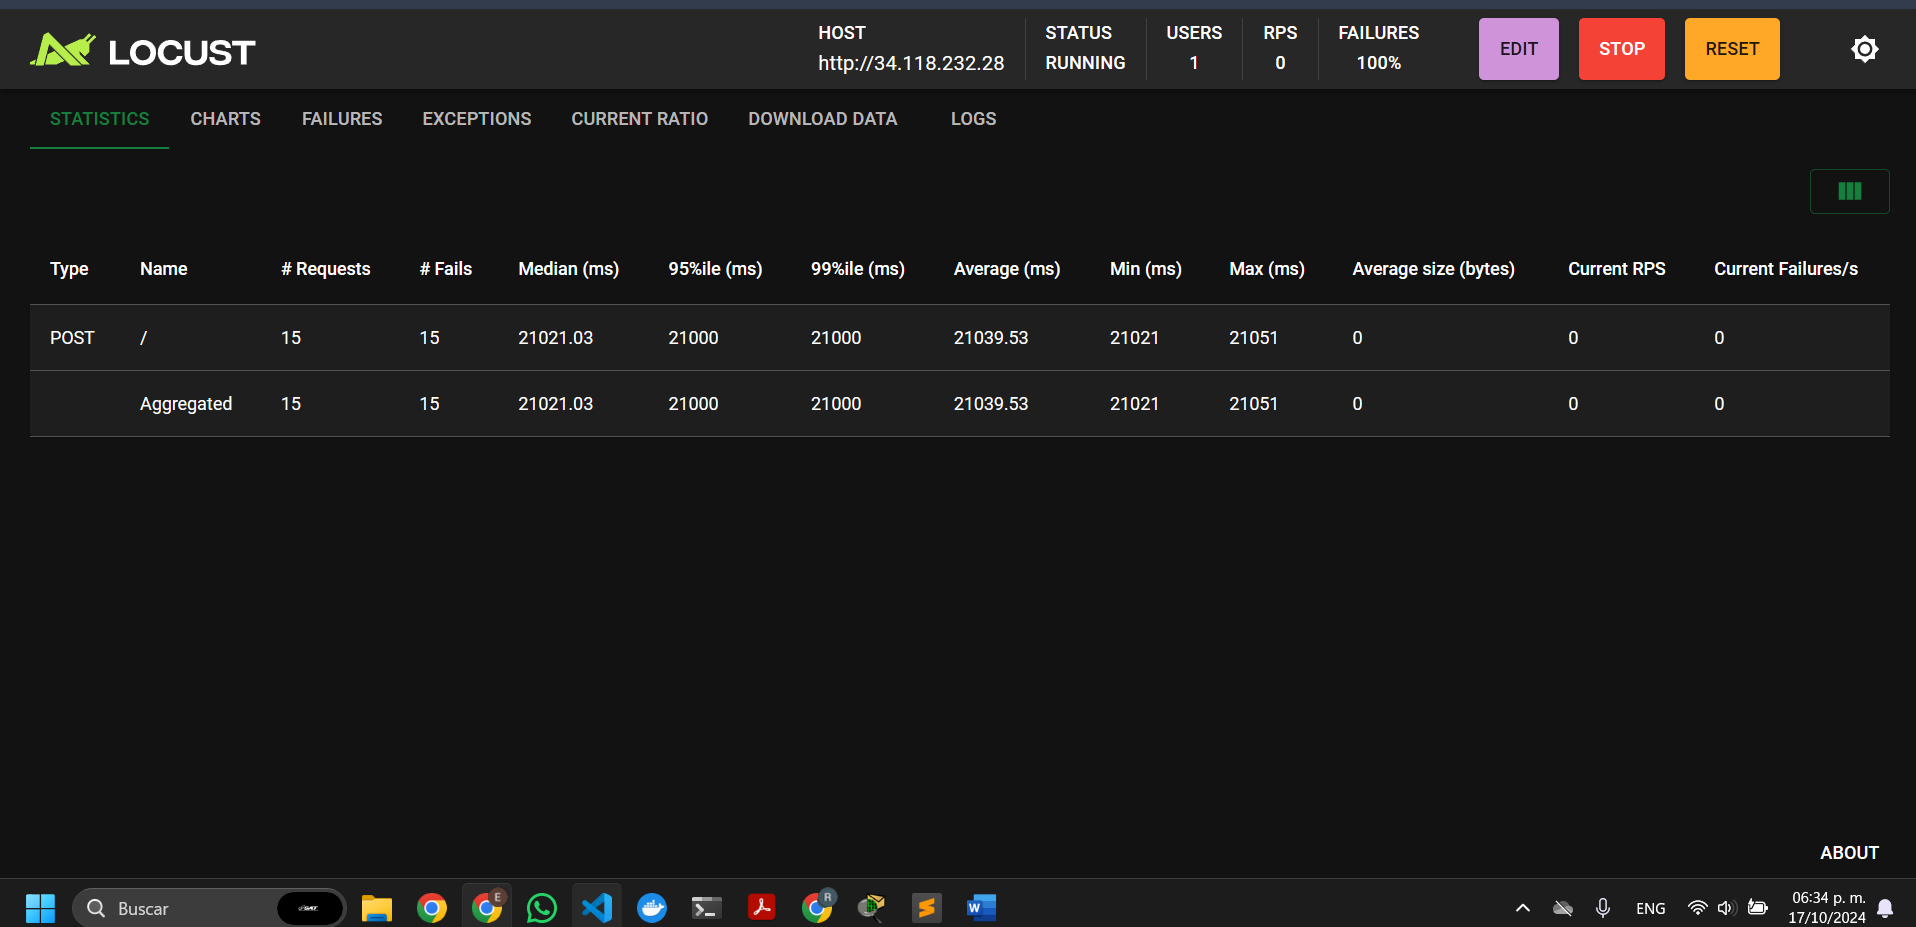 LOCUST
HOST
http://34.118.232.28
STATUS
RUNNING
USERS
1
RPS
0
FAILURES
100%
EDIT
STOP
RESET
STATISTICS CHARTS FAILURES EXCEPTIONS CURRENT RATIO DOWNLOAD DATA LOGS
Type Name # Requests # Fails Median (ms) 95%ile (ms) 99%ile (ms) Average (ms) Min (ms) Max (ms) Average size (bytes) Current RPS Current Failures/s
POST / 15 15 21021.03 21000 21000 21039.53 21021 21051 0 0 0
Aggregated 15 15 21021.03 21000 21000 21039.53 21021 21051 0 0 0
ABOUT
Buscar
E
R
W
ENG
06:34 p. m.
17/10/2024